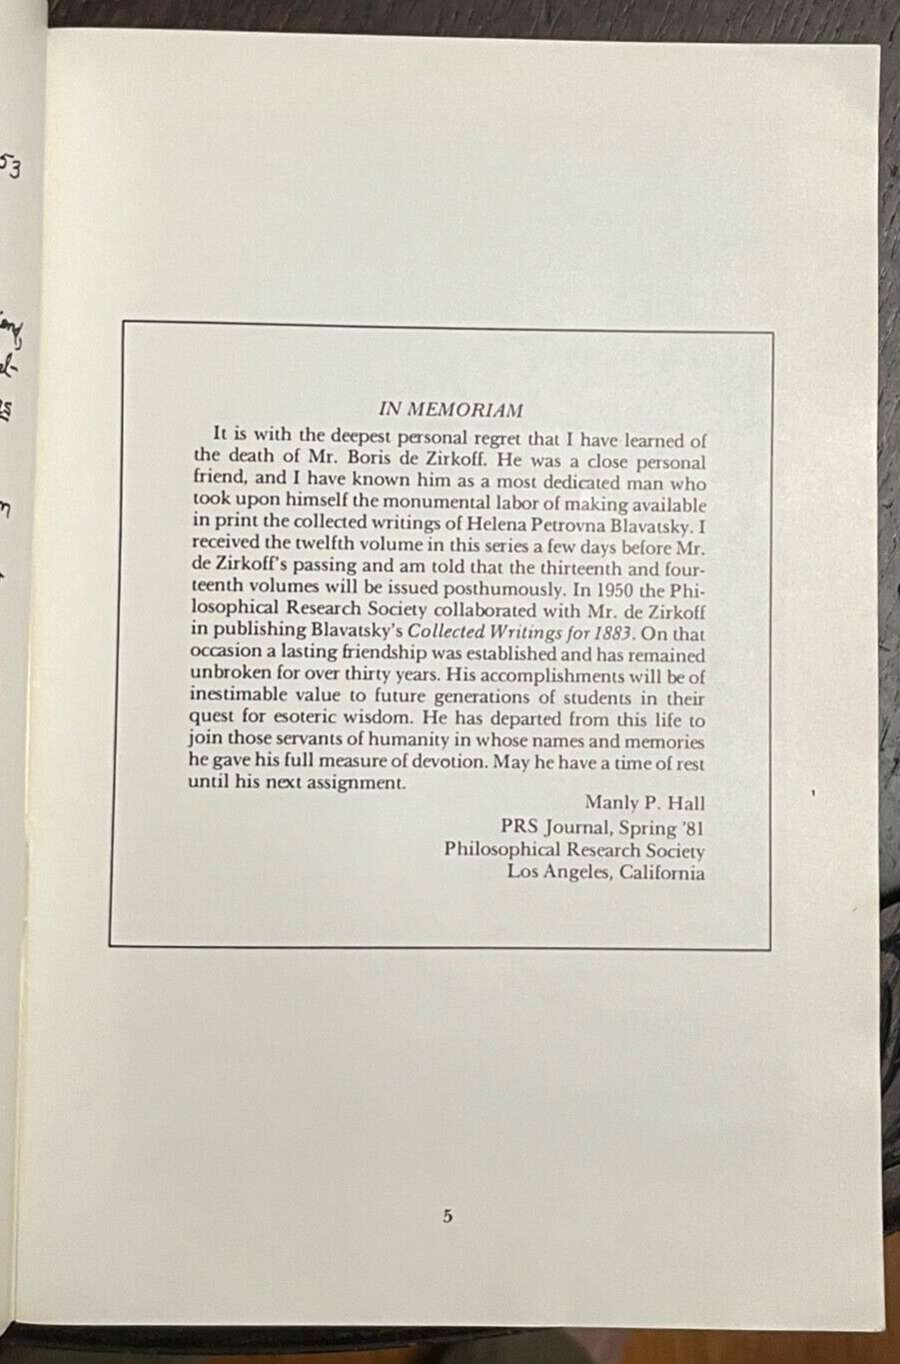 53
IN MEMORIAM
It is with the deepest personal regret that I have learned of
the death of Mr. Boris de Zirkoff. He was a close personal
friend, and I have known him as a most dedicated man who
took upon himself the monumental labor of making available
in print the collected writings of Helena Petrovna Blavatsky. I
received the twelfth volume in this series a few days before Mr.
de Zirkoff's passing and am told that the thirteenth and four-
teenth volumes will be issued posthumously. In 1950 the Phi-
losophical Research Society collaborated with Mr. de Zirkoff
in publishing Blavatsky's Collected Writings for 1883. On that
occasion a lasting friendship was established and has remained
unbroken for over thirty years. His accomplishments will be of
inestimable value to future generations of students in their
quest for esoteric wisdom. He has departed from this life to
join those servants of humanity in whose names and memories
he gave his full measure of devotion. May he have a time of rest
until his next assignment.
Manly P. Hall
PRS Journal, Spring '81
Philosophical Research Society
Los Angeles, California
5